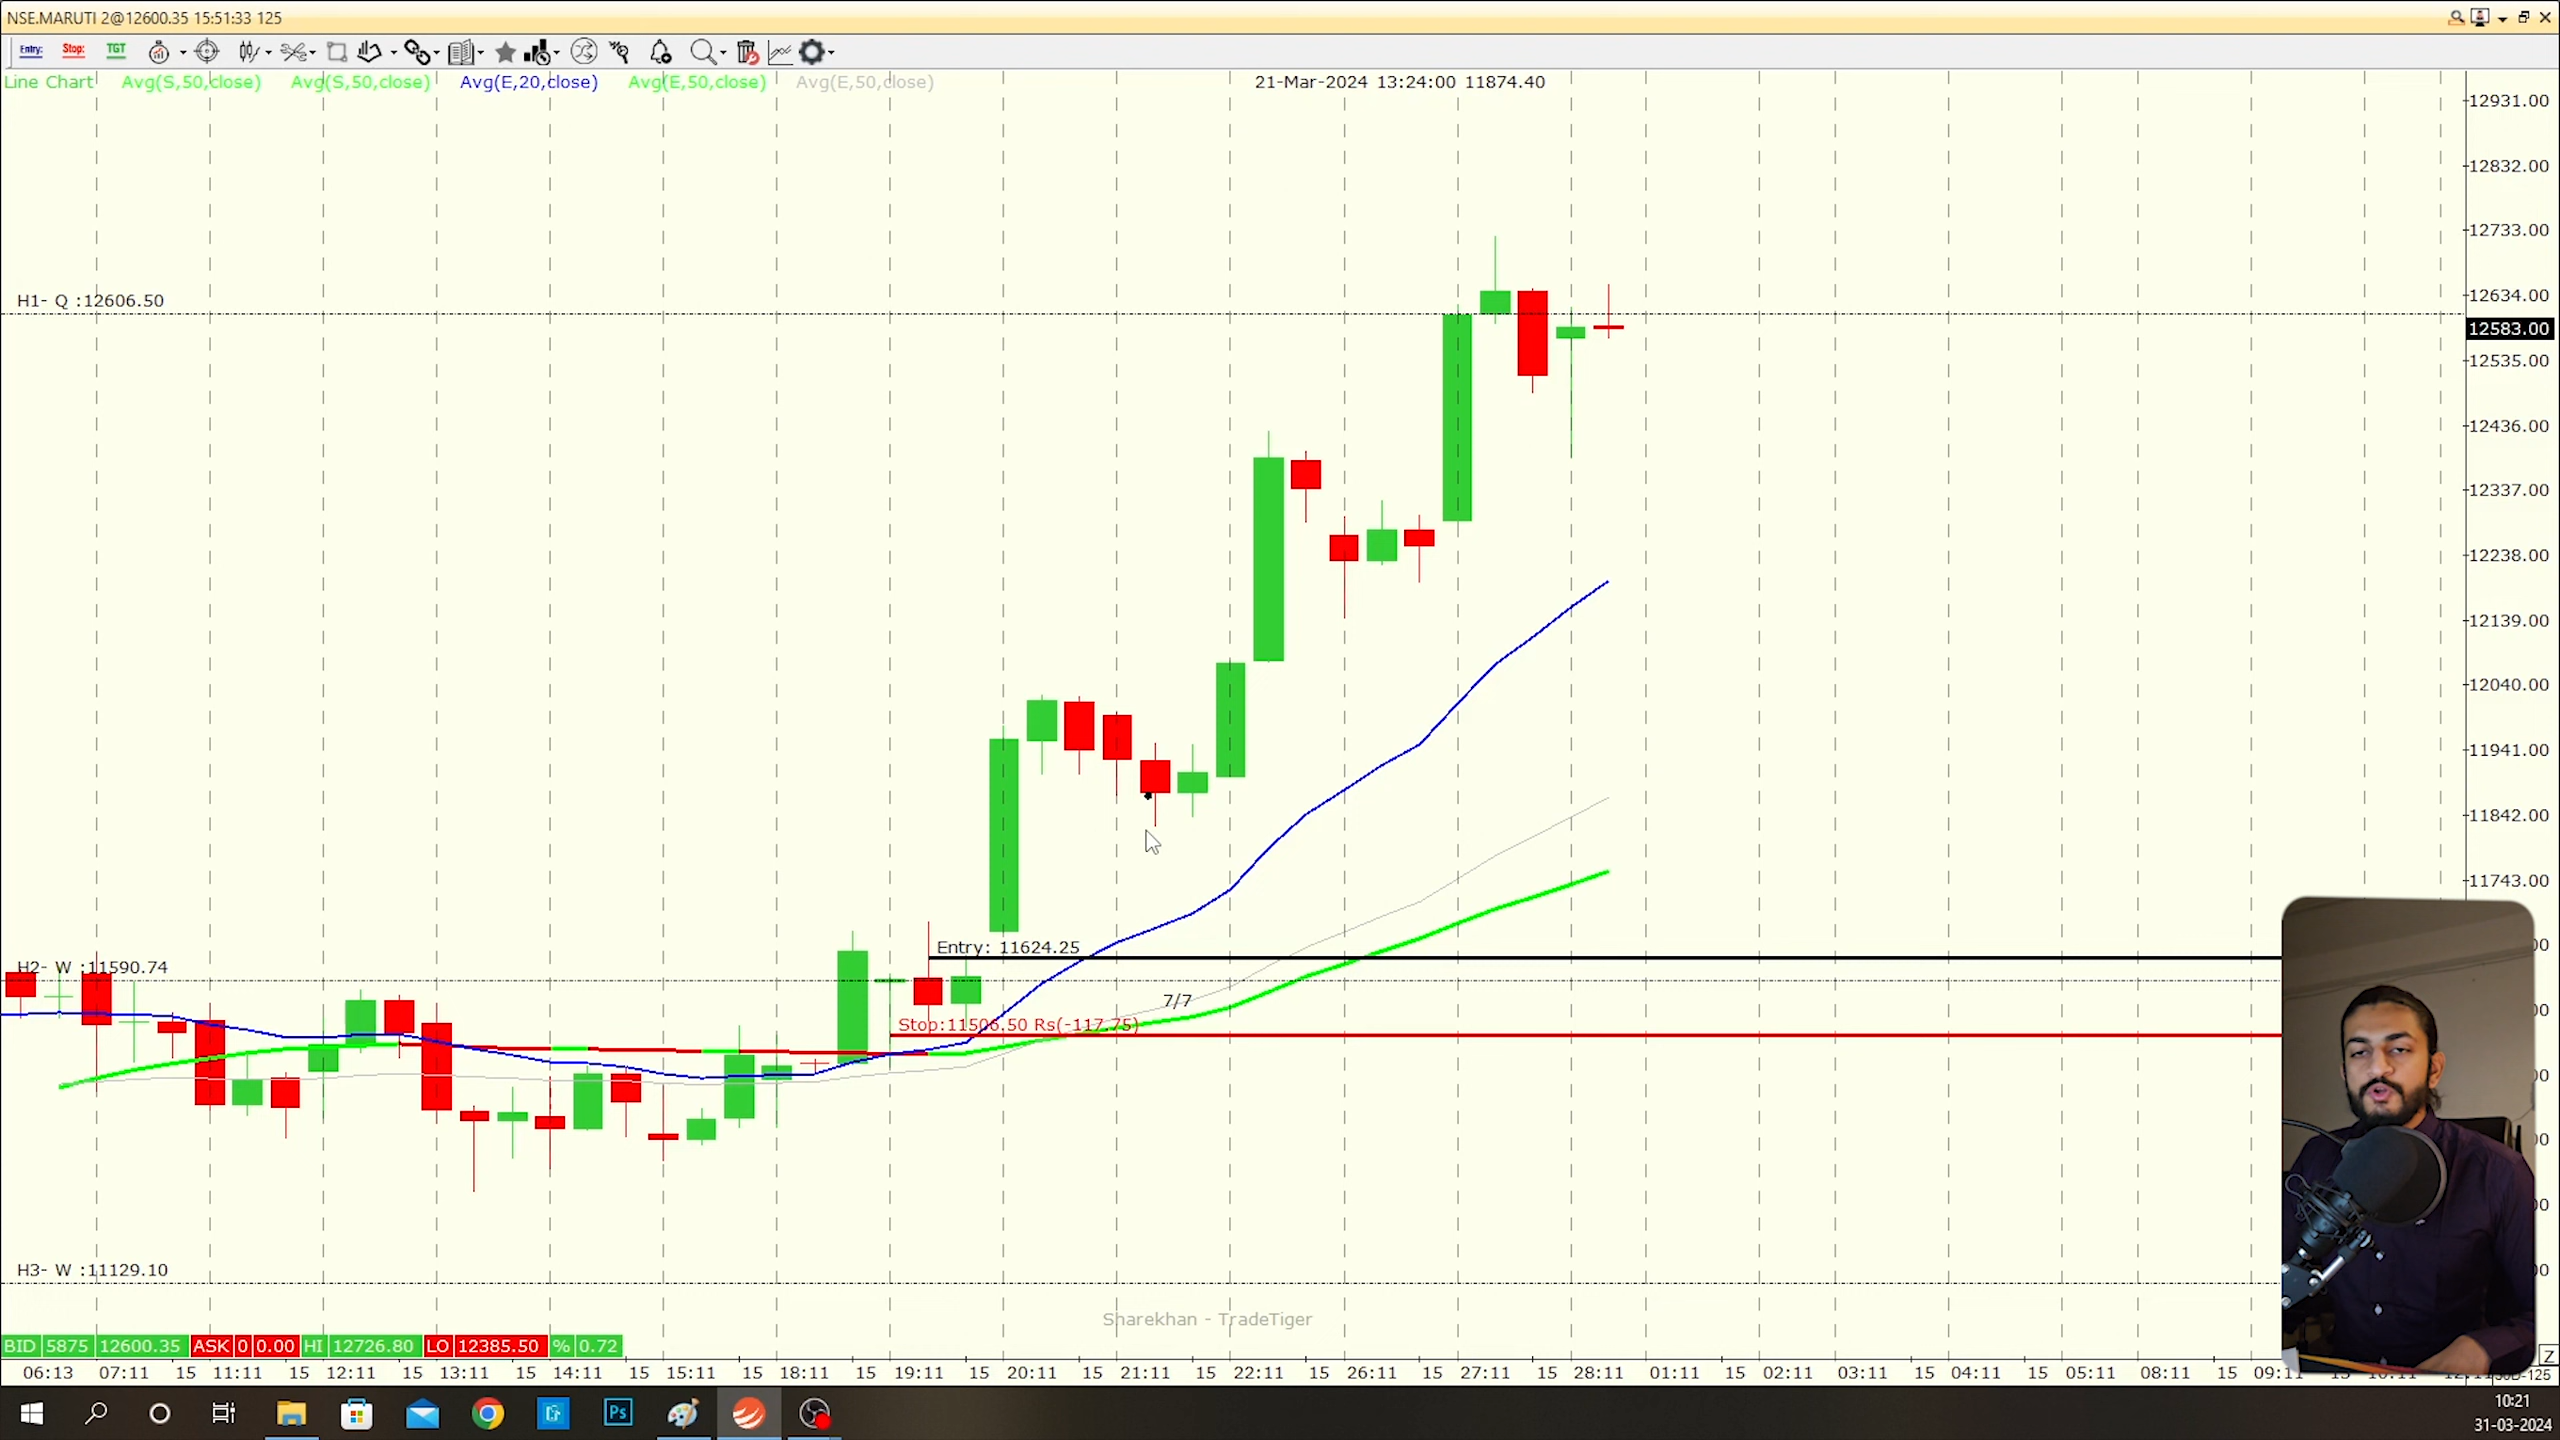 NSE.MARUTI 2@12600.35 15:51:33 125
Entry: Stop: TGT
Line Chart Avg(S,50,close) Avg(S,50,close) Avg(E,20,close) Avg(E,50,close) Avg(E,50,close) 21-Mar-2024 13:24:00 11874.40
12931.00
12832.00
12733.00
H1- Q :12606.50
12634.00
12583.00
12535.00
12436.00
12337.00
12238.00
12139.00
12040.00
11941.00
11842.00
11743.00
Entry: 11624.25
H2- W :11590.74
7/7
Stop:11506.50 Rs(-117.75)
H3- W :11129.10
Sharekhan - TradeTiger
BID 5875 12600.35 ASK 0 0.00 HI 12726.80 LO 12385.50 % 0.72
Z
06:13 07:11 15 11:11 15 12:11 15 13:11 15 14:11 15 15:11 15 18:11 15 19:11 15 20:11 15 21:11 15 22:11 15 26:11 15 27:11 15 28:11 01:11 15 02:11 03:11 15 04:11 15 05:11 08:11 15
Ps
10:21
31-03-2024